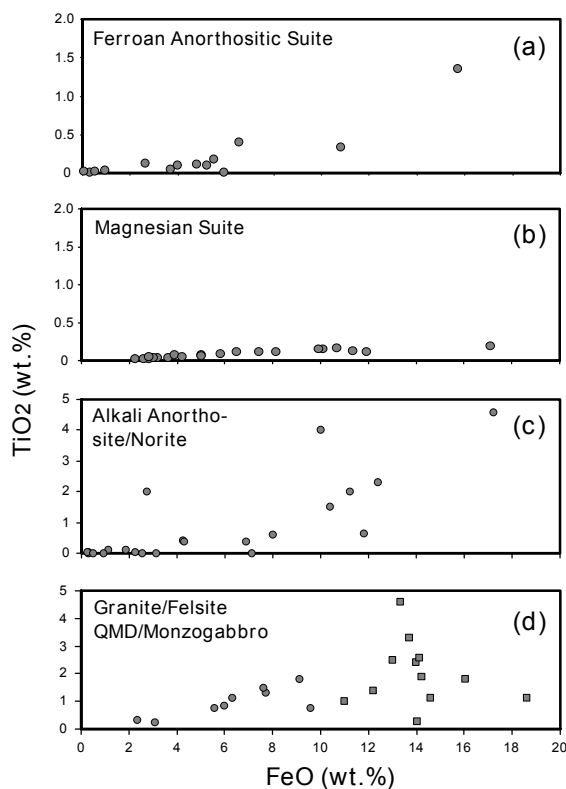 2.0
Ferroan Anorthositic Suite
(a)
1.5
1.0
0.5
0
2.0
Magnesian Suite
(b)
1.5
1.0
0.5
0
TiO2 (wt.%)
5
Alkali Anortho-
site/Norite
(c)
4
3
2
1
0
5
Granite/Felsite
(d)
QMD/Monzogabbro
4
3
2
1
0
0 2 4 6 8 10 12 14 16 18 20
FeO (wt.%)